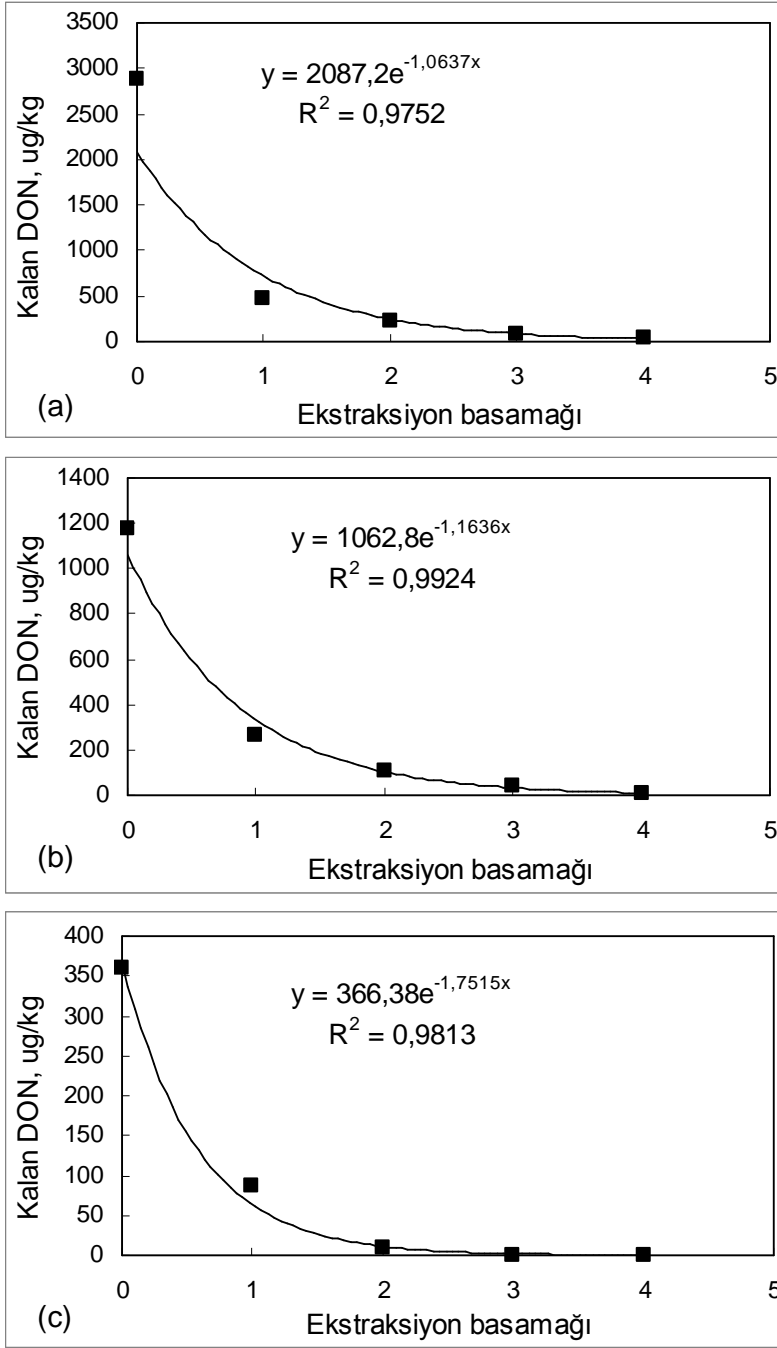 3500
3000
2500
2000
1500
1000
500
0
Kalan DON, ug/kg
y = 2087,2e^-1,0637x
R^2 = 0,9752
0 1 2 3 4 5
(a)
Ekstraksiyon basamağı
1400
1200
1000
800
600
400
200
0
Kalan DON, ug/kg
y = 1062,8e^-1,1636x
R^2 = 0,9924
0 1 2 3 4 5
(b)
Ekstraksiyon basamağı
400
350
300
250
200
150
100
50
0
Kalan DON, ug/kg
y = 366,38e^-1,7515x
R^2 = 0,9813
0 1 2 3 4 5
(c)
Ekstraksiyon basamağı